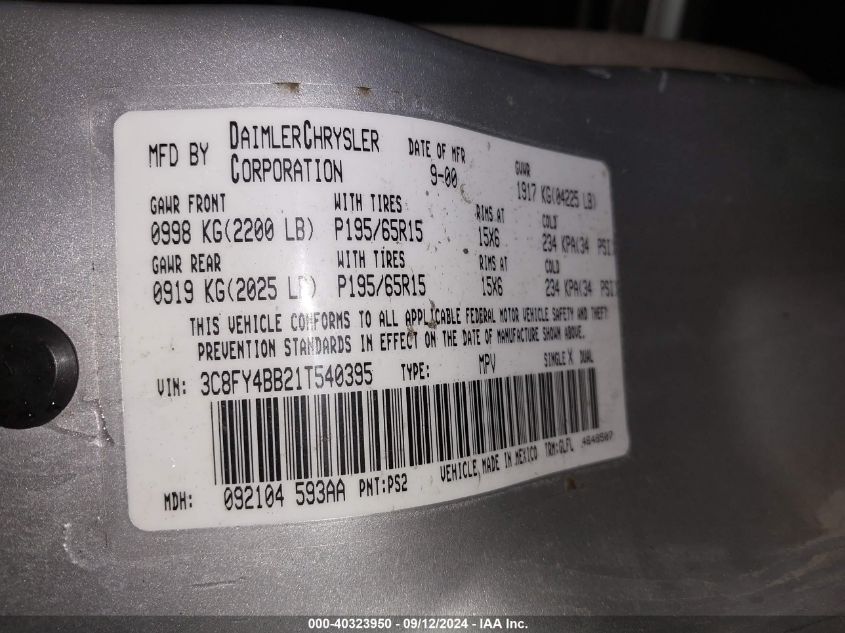 MFD BY DAIMLERCHRYSLER CORPORATION DATE OF MFR 9-00 GVWR 1917 KG(04225 LB)
GAWR FRONT WITH TIRES RIMS AT COLD
0998 KG(2200 LB) P195/65R15 15X6 234 KPA(34 PSI)
GAWR REAR WITH TIRES RIMS AT COLD
0919 KG(2025 LB) P195/65R15 15X6 234 KPA(34 PSI)
THIS VEHICLE CONFORMS TO ALL APPLICABLE FEDERAL MOTOR VEHICLE SAFETY AND THEFT
PREVENTION STANDARDS IN EFFECT ON THE DATE OF MANUFACTURE SHOWN ABOVE.
VIN: 3C8FY4BB21T540395 TYPE: MPV SINGLE X DUAL
MDH: 092104 593AA PNT:PS2 VEHICLE MADE IN MEXICO TRM:GLFL 4648507
000-40323950 - 09/12/2024 - IAA Inc.